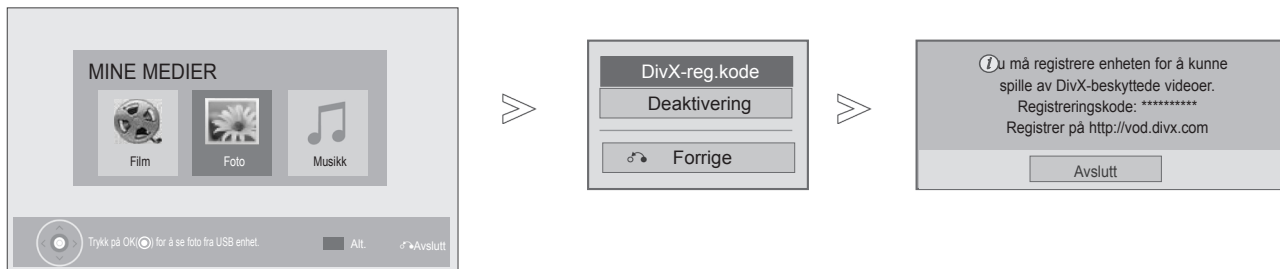 MINE MEDIER
Film
Foto
Musikk
Trykk på OK(◉) for å se foto fra USB enhet.
Alt.
Avslutt
DivX-reg.kode
Deaktivering
Forrige
i u må registrere enheten for å kunne
spille av DivX-beskyttede videoer.
Registreringskode: **********
Registrer på http://vod.divx.com
Avslutt